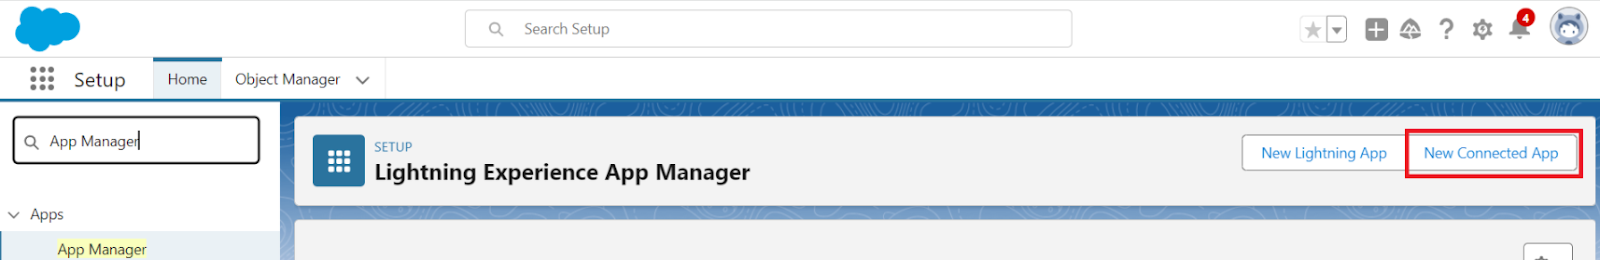 Search Setup
4
Setup
Home
Object Manager
App Manager
SETUP
Lightning Experience App Manager
New Lightning App
New Connected App
Apps
App Manager